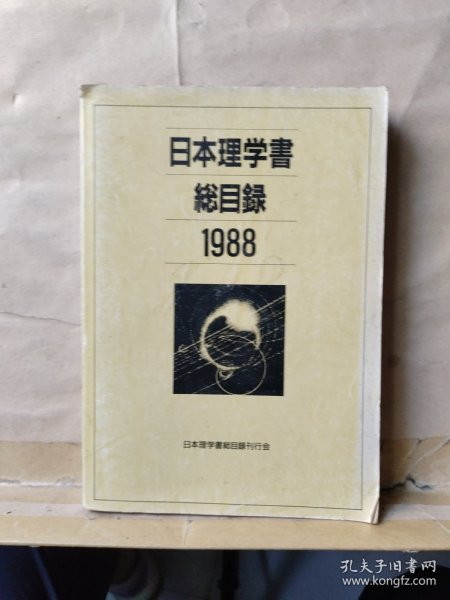 日本理学書
総目録
1988
日本理学書総目録刊行会
孔夫子旧书网
www.kongfz.com